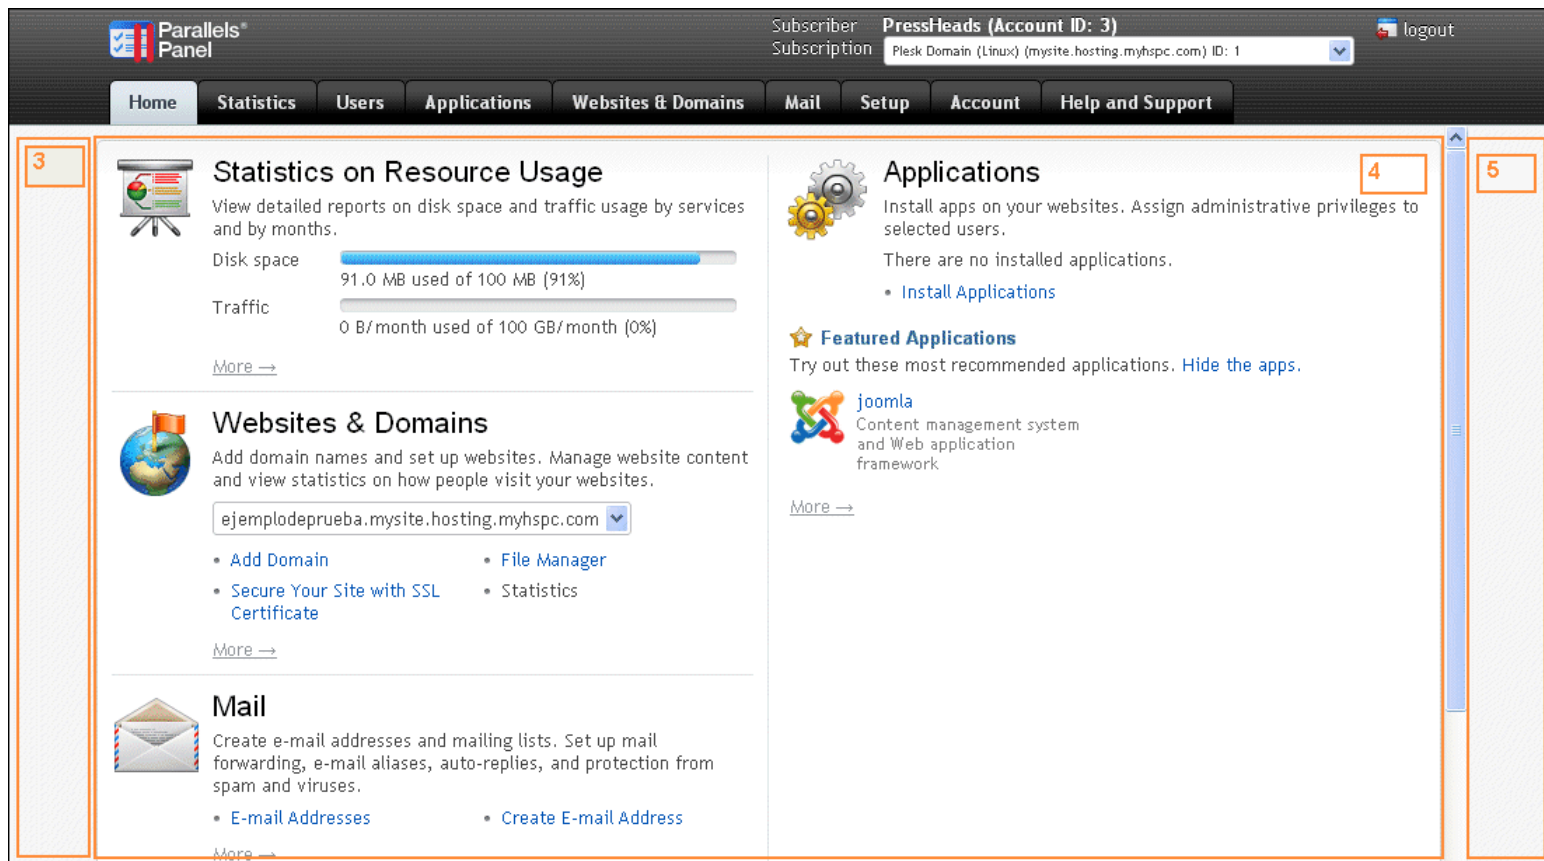 Parallels®
Panel
Subscriber PressHeads (Account ID: 3)
Subscription Plesk Domain (Linux) (mysite.hosting.myhspc.com) ID: 1
logout
Home Statistics Users Applications Websites & Domains Mail Setup Account Help and Support
3
Statistics on Resource Usage
View detailed reports on disk space and traffic usage by services
and by months.
Disk space
91.0 MB used of 100 MB (91%)
Traffic
0 B/month used of 100 GB/month (0%)
More →
Websites & Domains
Add domain names and set up websites. Manage website content
and view statistics on how people visit your websites.
ejemplodeprueba.mysite.hosting.myhspc.com
• Add Domain
• File Manager
• Secure Your Site with SSL
Certificate
• Statistics
More →
Mail
Create e-mail addresses and mailing lists. Set up mail
forwarding, e-mail aliases, auto-replies, and protection from
spam and viruses.
• E-mail Addresses
• Create E-mail Address
More →
Applications
4
Install apps on your websites. Assign administrative privileges to
selected users.
There are no installed applications.
• Install Applications
Featured Applications
Try out these most recommended applications. Hide the apps.
joomla
Content management system
and Web application
framework
More →
5